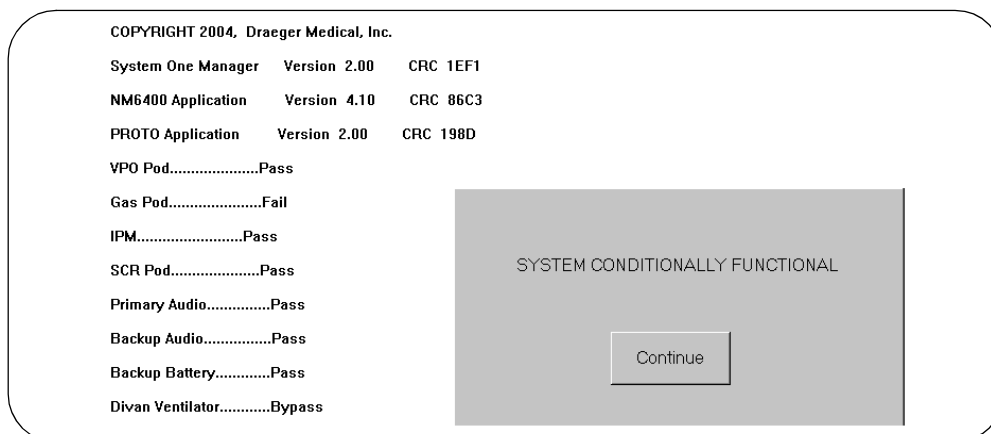 COPYRIGHT 2004, Draeger Medical, Inc.
System One Manager Version 2.00 CRC 1EF1
NM6400 Application Version 4.10 CRC 86C3
PROTO Application Version 2.00 CRC 198D
VPO Pod.....................Pass
Gas Pod......................Fail
IPM.........................Pass
SCR Pod.....................Pass
Primary Audio...............Pass
Backup Audio................Pass
Backup Battery.............Pass
Divan Ventilator............Bypass
SYSTEM CONDITIONALLY FUNCTIONAL
Continue